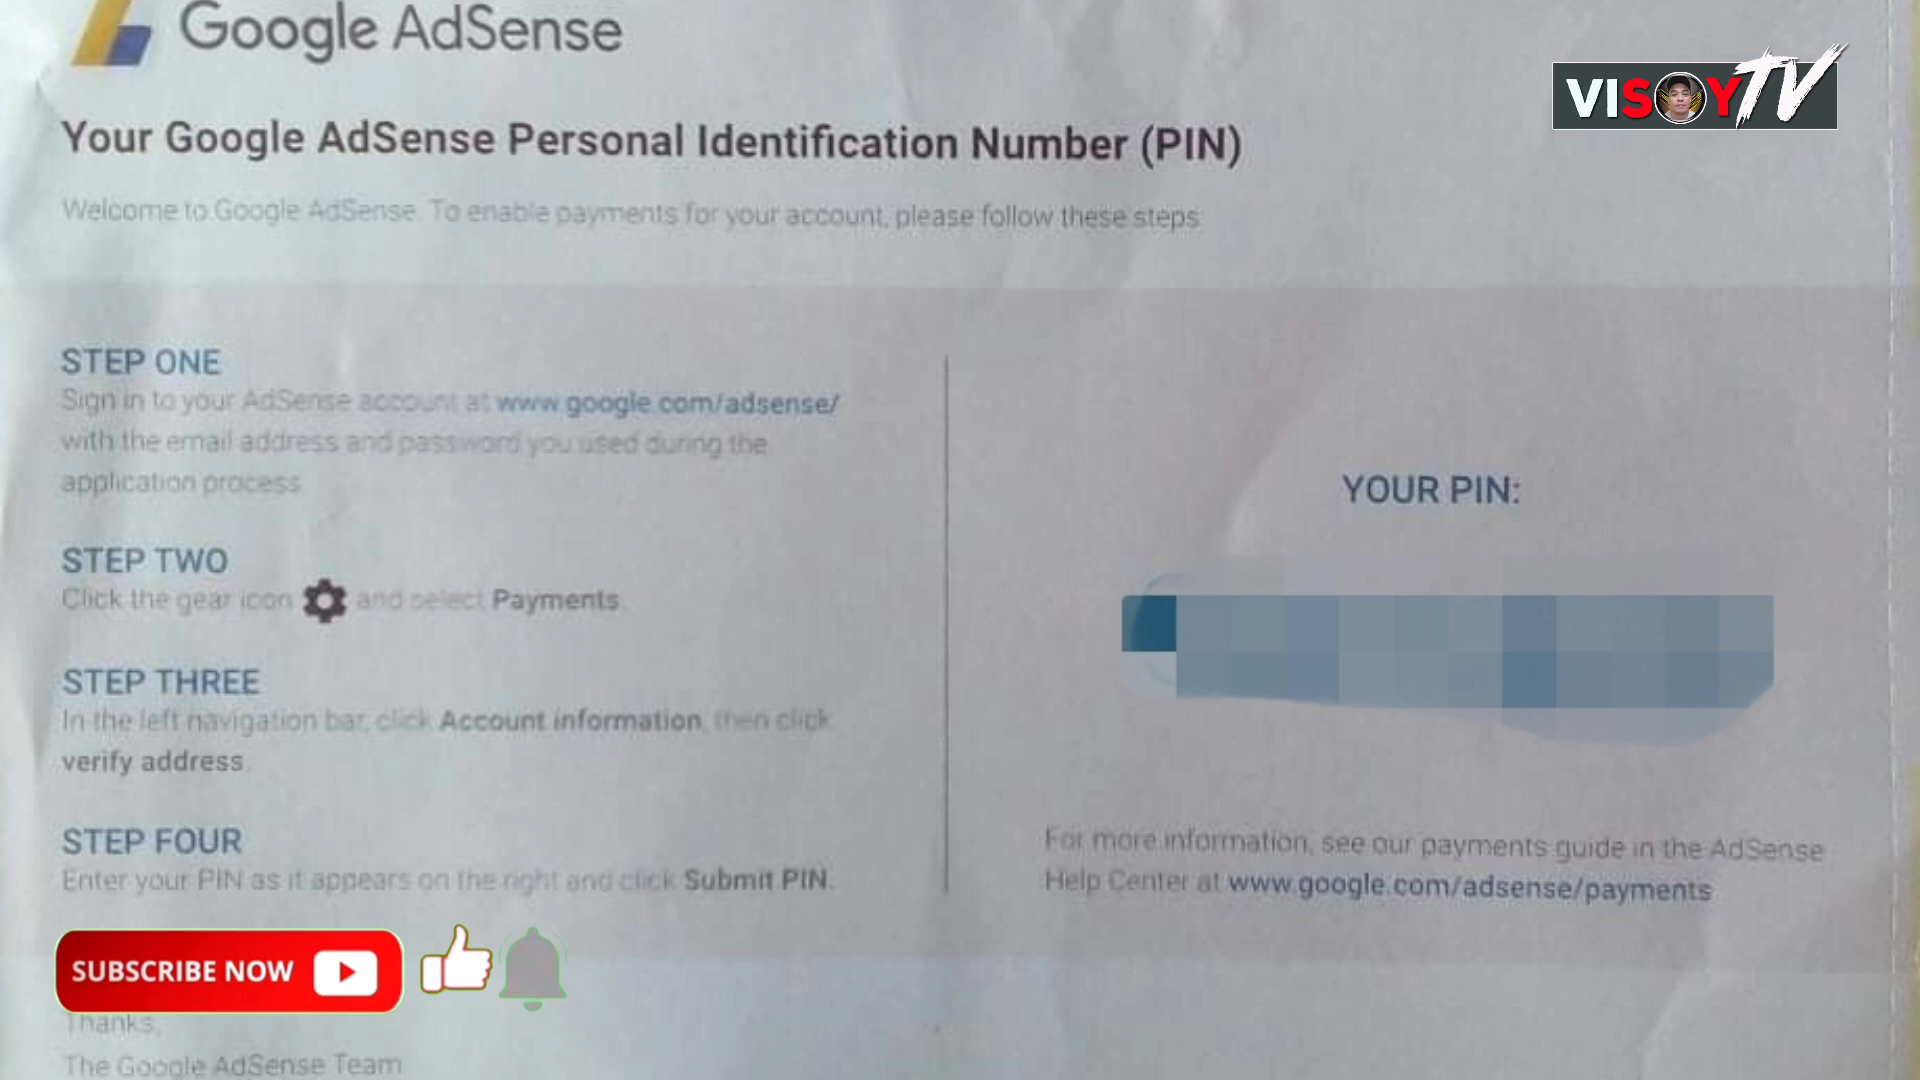 Google AdSense
VISOYTV
Your Google AdSense Personal Identification Number (PIN)
Welcome to Google AdSense. To enable payments for your account, please follow these steps:
STEP ONE
Sign in to your AdSense account at www.google.com/adsense/
with the email address and password you used during the
application process
STEP TWO
Click the gear icon and select Payments.
STEP THREE
In the left navigation bar, click Account information, then click
verify address.
STEP FOUR
Enter your PIN as it appears on the right and click Submit PIN.
YOUR PIN:
For more information, see our payments guide in the AdSense
Help Center at www.google.com/adsense/payments
SUBSCRIBE NOW
Thanks,
The Google AdSense Team